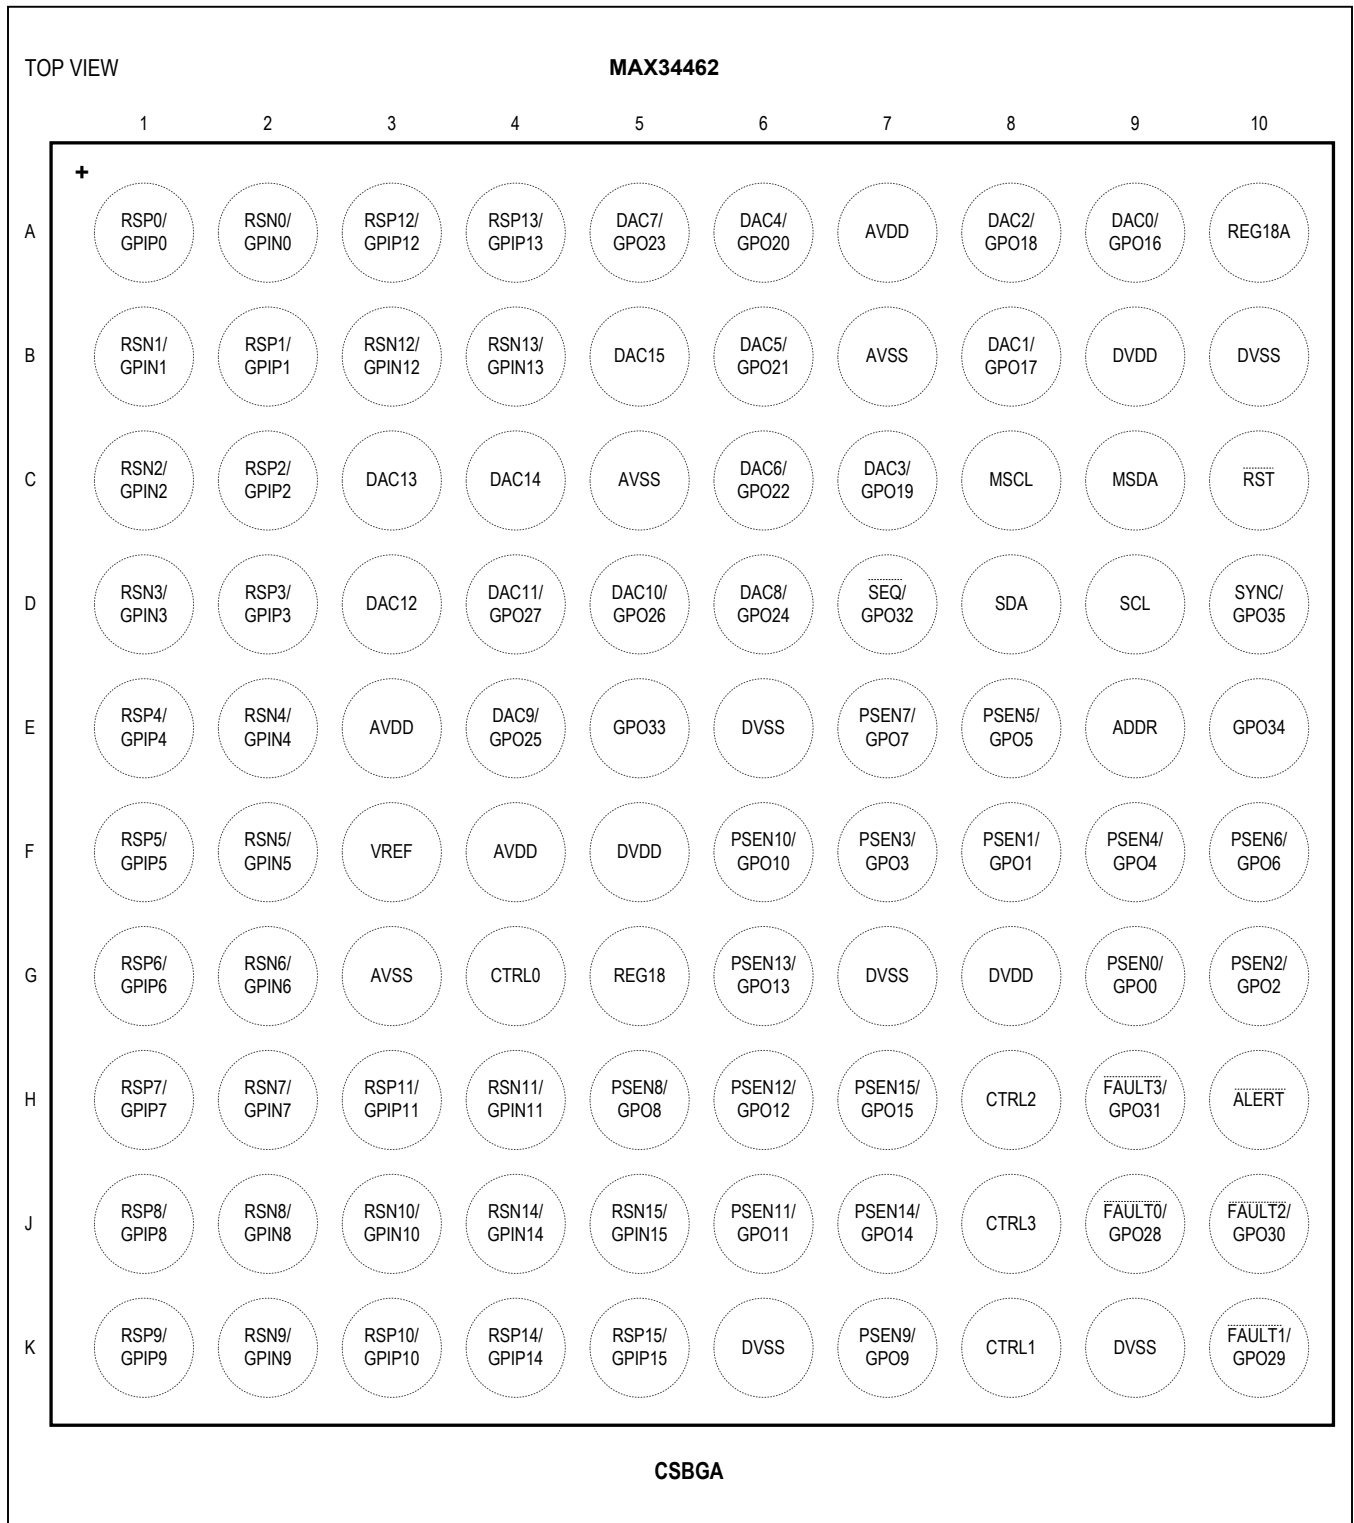 TOP VIEW
MAX34462
1 2 3 4 5 6 7 8 9 10
+
A
RSP0/ RSN0/ RSP12/ RSP13/ DAC7/ DAC4/ AVDD DAC2/ DAC0/ REG18A
GPIP0 GPIN0 GPIP12 GPIP13 GPO23 GPO20 GPO18 GPO16
B
RSN1/ RSP1/ RSN12/ RSN13/ DAC15 DAC5/ AVSS DAC1/ DVDD DVSS
GPIN1 GPIP1 GPIN12 GPIN13 GPO21 GPO17
C
RSN2/ RSP2/ DAC13 DAC14 AVSS DAC6/ DAC3/ MSCL MSDA RST
GPIN2 GPIP2 GPO22 GPO19
D
RSN3/ RSP3/ DAC12 DAC11/ DAC10/ DAC8/ SEQ/ SDA SCL SYNC/
GPIN3 GPIP3 GPO27 GPO26 GPO24 GPO32 GPO35
E
RSP4/ RSN4/ AVDD DAC9/ GPO33 DVSS PSEN7/ PSEN5/ ADDR GPO34
GPIP4 GPIN4 GPO25 GPO7 GPO5
F
RSP5/ RSN5/ VREF AVDD DVDD PSEN10/ PSEN3/ PSEN1/ PSEN4/ PSEN6/
GPIP5 GPIN5 GPO10 GPO3 GPO1 GPO4 GPO6
G
RSP6/ RSN6/ AVSS CTRL0 REG18 PSEN13/ DVSS DVDD PSEN0/ PSEN2/
GPIP6 GPIN6 GPO13 GPO0 GPO2
H
RSP7/ RSN7/ RSP11/ RSN11/ PSEN8/ PSEN12/ PSEN15/ CTRL2 FAULT3/ ALERT
GPIP7 GPIN7 GPIP11 GPIN11 GPO8 GPO12 GPO15 GPO31
J
RSP8/ RSN8/ RSN10/ RSN14/ RSN15/ PSEN11/ PSEN14/ CTRL3 FAULT0/ FAULT2/
GPIP8 GPIN8 GPIN10 GPIN14 GPIN15 GPO11 GPO14 GPO28 GPO30
K
RSP9/ RSN9/ RSP10/ RSP14/ RSP15/ DVSS PSEN9/ CTRL1 DVSS FAULT1/
GPIP9 GPIN9 GPIP10 GPIP14 GPIP15 GPO9 GPO29
CSBGA